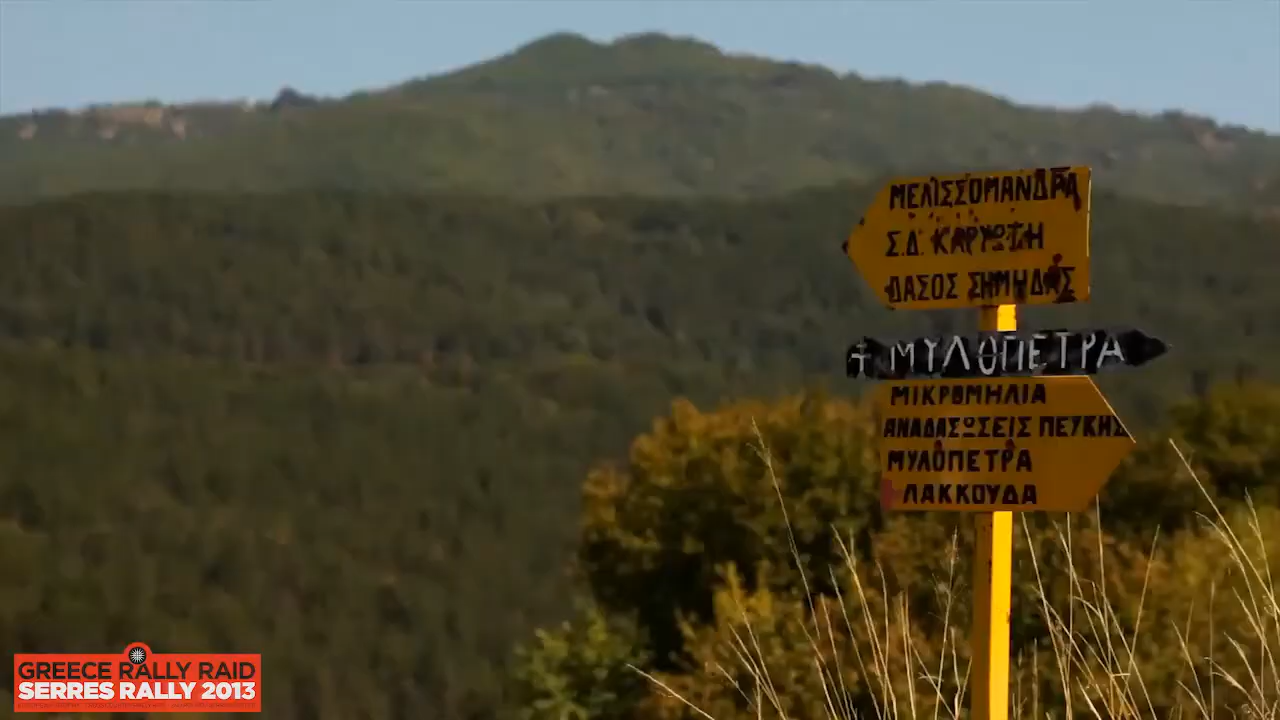 ΜΕΛΙΣΣΟΜΑΝΔΡΑ
Σ.Δ. ΚΑΡΥΩΤΗ
ΔΑΣΟΣ ΣΗΜΥΔΑΣ
ΜΥΛΟΠΕΤΡΑ
ΜΙΚΡΟΜΗΛΙΑ
ΑΝΑΔΑΣΩΣΕΙΣ ΠΕΥΚΗΣ
ΜΥΛΟΠΕΤΡΑ
ΛΑΚΚΟΥΔΑ
GREECE RALLY RAID
SERRES RALLY 2013